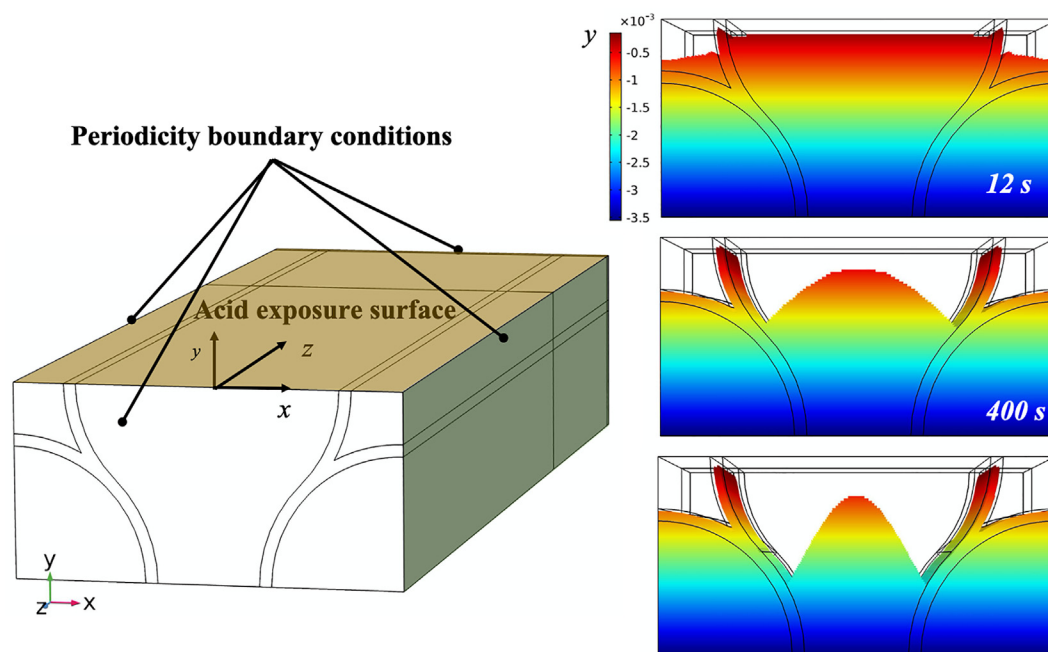 Periodicity boundary conditions
Acid exposure surface
y
z
x
y
z
x
y
×10⁻³
-0.5
-1
-1.5
-2
-2.5
-3
-3.5
12 s
400 s